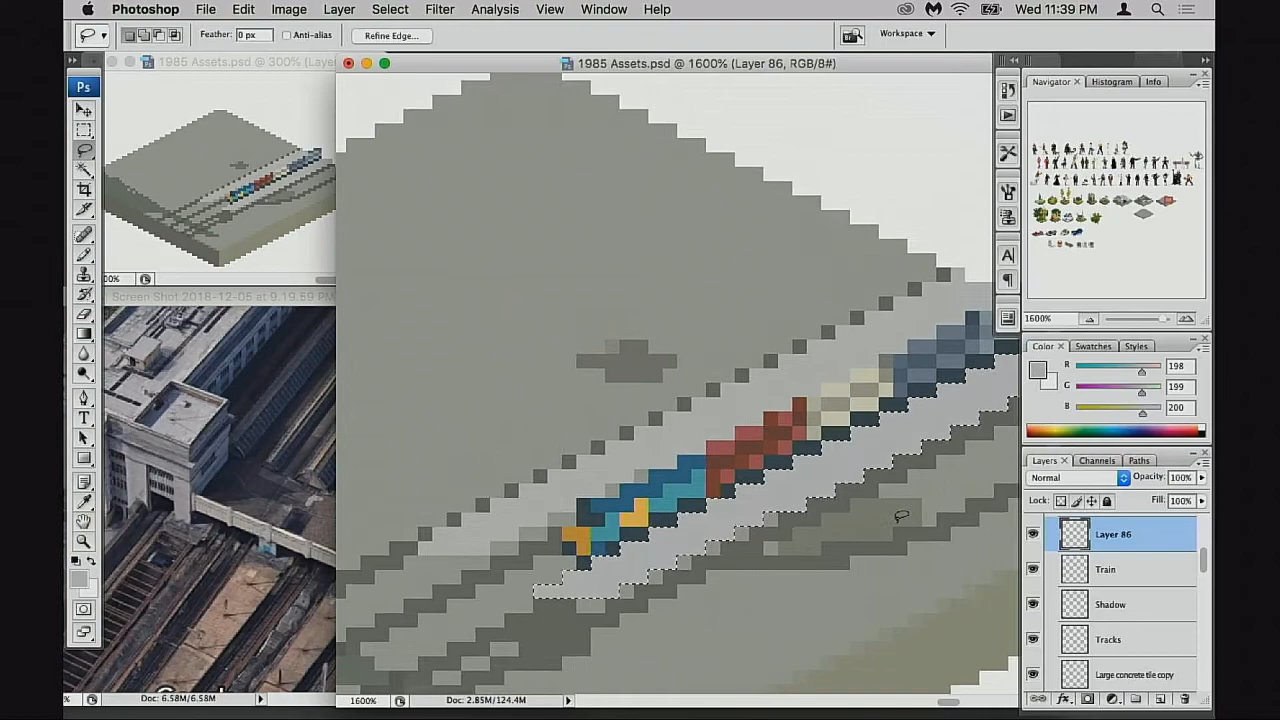 Photoshop File Edit Image Layer Select Filter Analysis View Window Help Wed 11:39 PM
Feather: 0 px Anti-alias Refine Edge... Workspace
1985 Assets.psd @ 300% (Layer
1985 Assets.psd @ 1600% (Layer 86, RGB/8#)
Ps
Navigator Histogram Info
00%
Screen Shot 2018-12-05 at 9.19.59 PM
1600%
Color Swatches Styles
R 198
G 199
B 200
Layers Channels Paths
Normal Opacity: 100%
Lock: Fill: 100%
Layer 86
Train
Shadow
Tracks
Large concrete tile copy
% Doc: 6.58M/6.58M
1600% Doc: 2.85M/124.4M